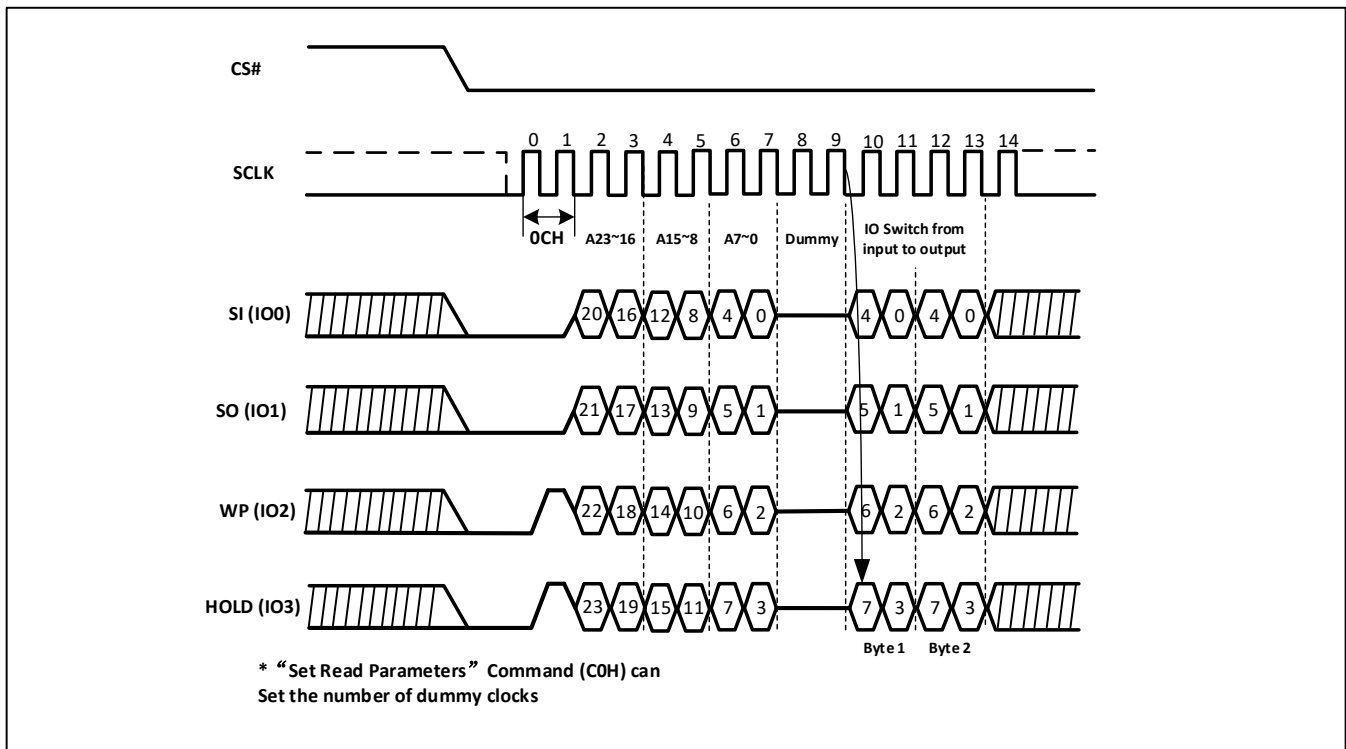 CS#
0 1 2 3 4 5 6 7 8 9 10 11 12 13 14
SCLK
0CH A23~16 A15~8 A7~0 Dummy IO Switch from
input to output
SI (IO0) 20 16 12 8 4 0 4 0 4 0
SO (IO1) 21 17 13 9 5 1 5 1 5 1
WP (IO2) 22 18 14 10 6 2 6 2 6 2
HOLD (IO3) 23 19 15 11 7 3 7 3 7 3
Byte 1 Byte 2
* “Set Read Parameters” Command (C0H) can
Set the number of dummy clocks